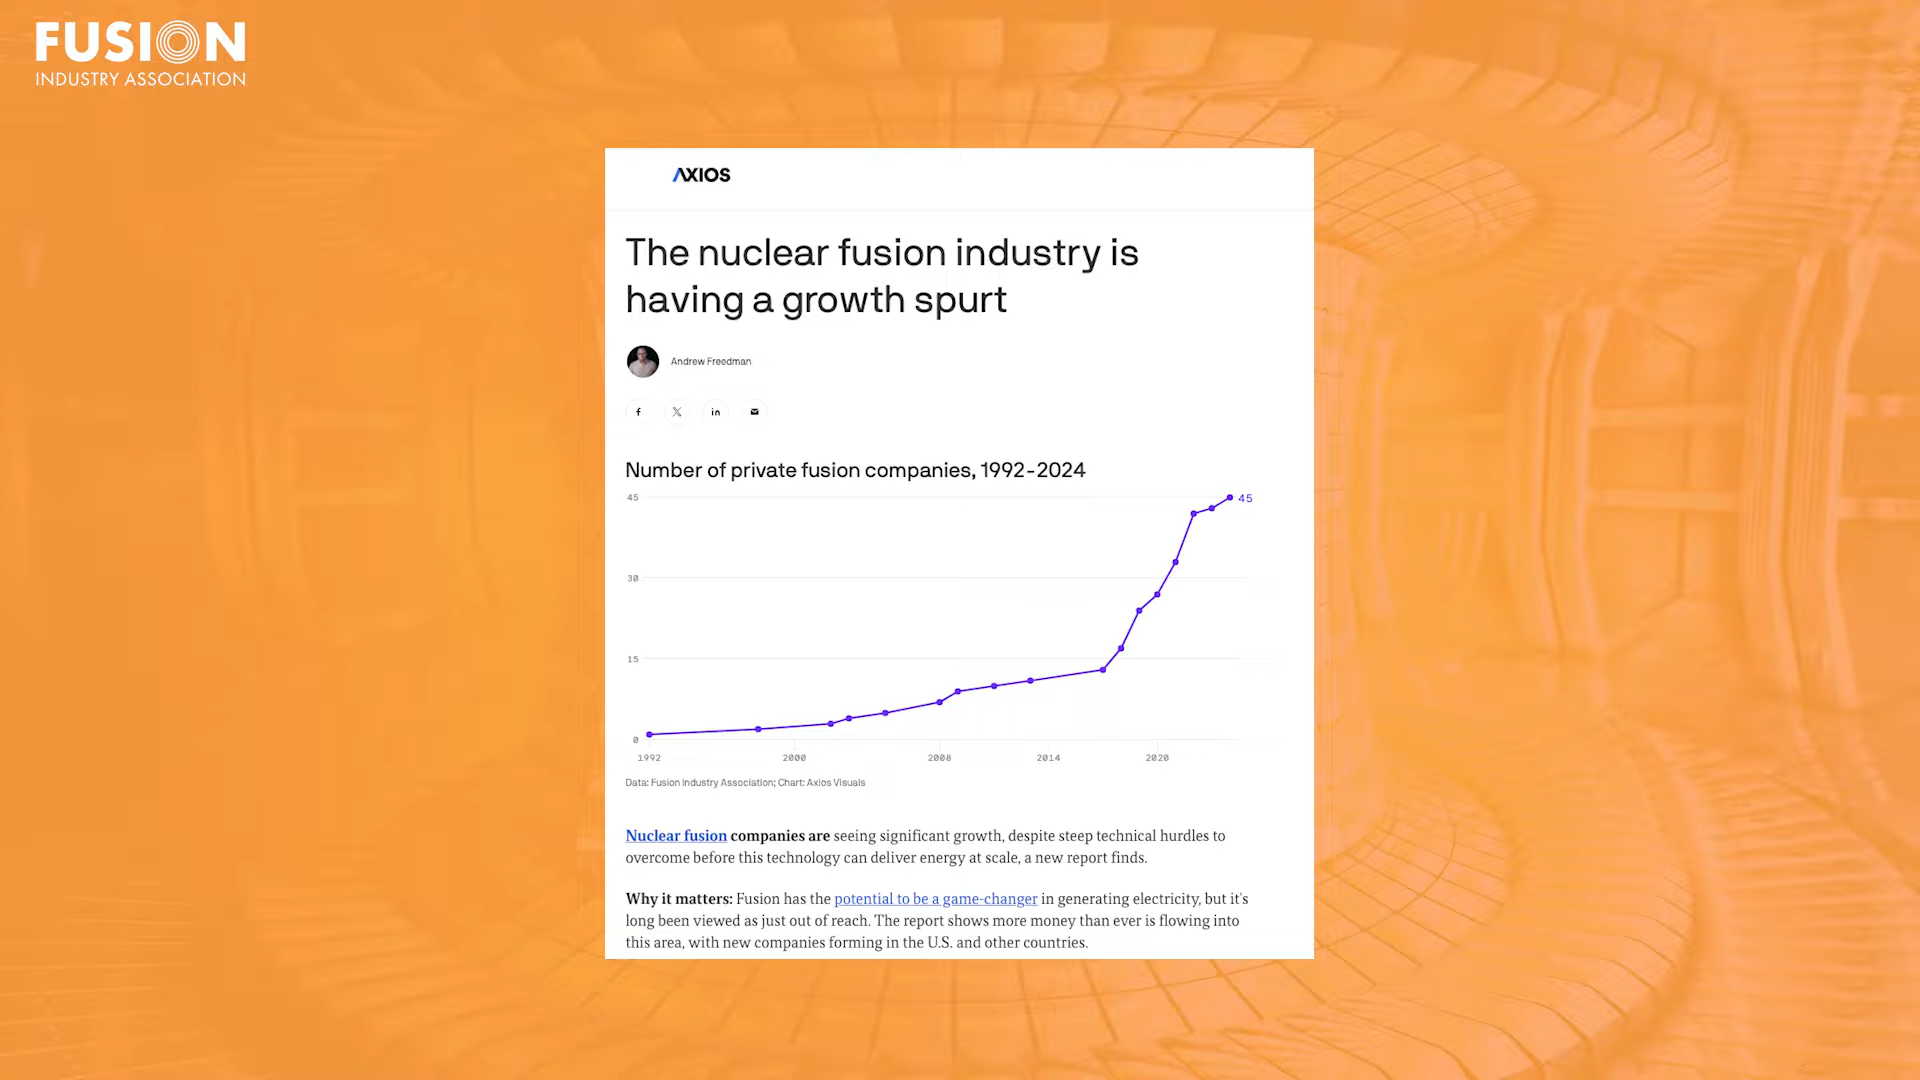 FUSION
INDUSTRY ASSOCIATION
AXIOS
The nuclear fusion industry is
having a growth spurt
Andrew Freedman
Number of private fusion companies, 1992-2024
45
45
30
15
0
1992 2000 2008 2014 2020
Data: Fusion Industry Association; Chart: Axios Visuals
Nuclear fusion companies are seeing significant growth, despite steep technical hurdles to
overcome before this technology can deliver energy at scale, a new report finds.
Why it matters: Fusion has the potential to be a game-changer in generating electricity, but it's
long been viewed as just out of reach. The report shows more money than ever is flowing into
this area, with new companies forming in the U.S. and other countries.